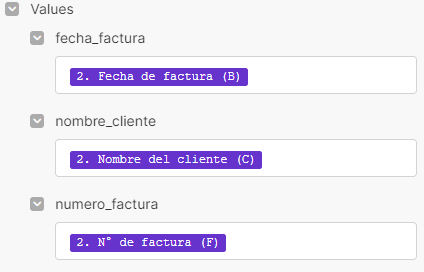 Values
fecha_factura
2. Fecha de factura (B)
nombre_cliente
2. Nombre del cliente (C)
numero_factura
2. N° de factura (F)